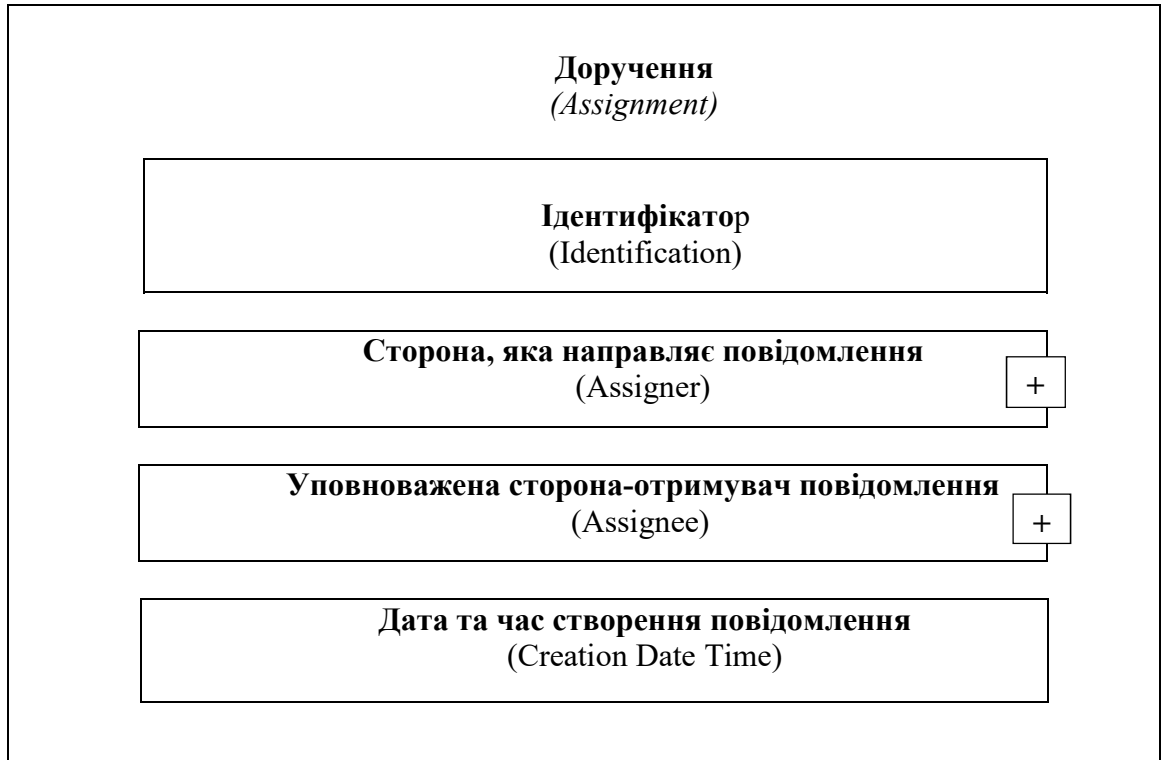 Доручення
(Assignment)
Ідентифікатор
(Identification)
Сторона, яка направляє повідомлення
(Assigner)
+
Уповноважена сторона-отримувач повідомлення
(Assignee)
+
Дата та час створення повідомлення
(Creation Date Time)